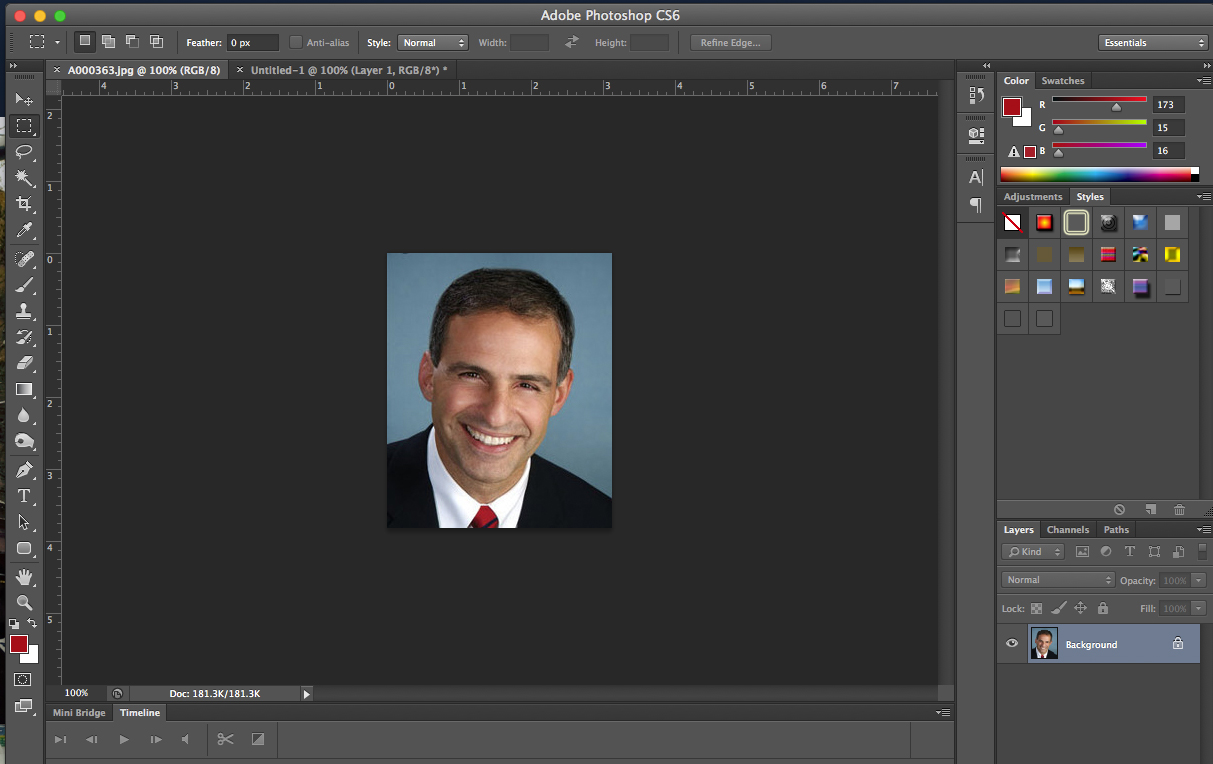 Adobe Photoshop CS6
Feather: 0 px Anti-alias Style: Normal Width: Height: Refine Edge... Essentials
A000363.jpg @ 100% (RGB/8) Untitled-1 @ 100% (Layer 1, RGB/8*) *
4 3 2 1 0 1 2 3 4 5 6 7
2
1
0
1
2
3
4
5
Color Swatches
R 173
G 15
B 16
A
Adjustments Styles
Layers Channels Paths
Kind T
Normal Opacity: 100%
Lock: Fill: 100%
Background
T
100% Doc: 181.3K/181.3K
Mini Bridge Timeline